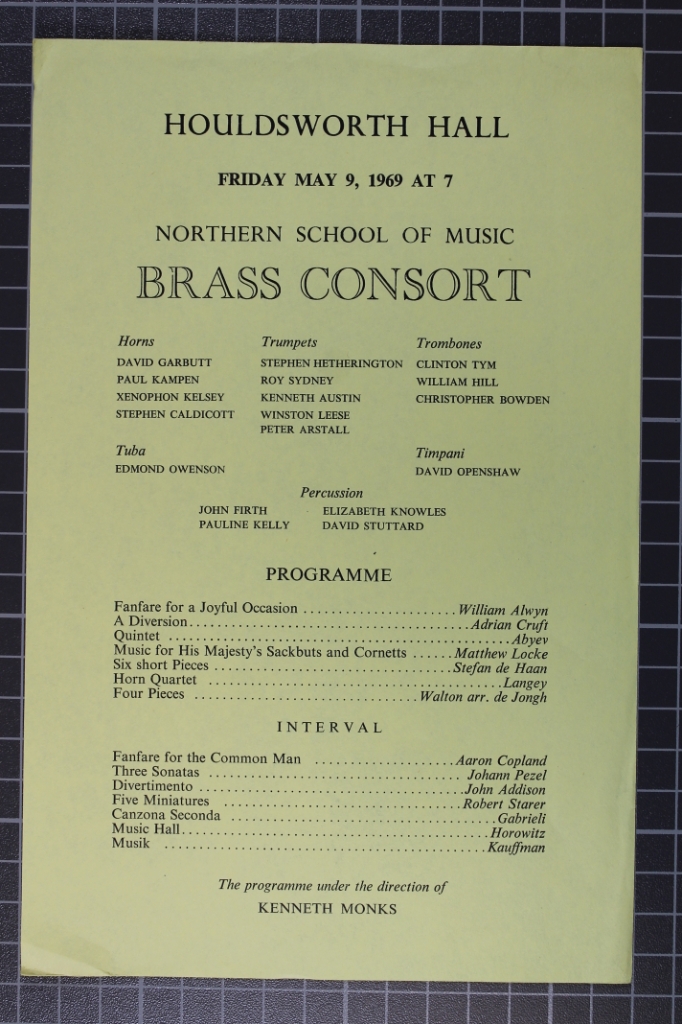 HOULDSWORTH HALL
FRIDAY MAY 9, 1969 AT 7
NORTHERN SCHOOL OF MUSIC
BRASS CONSORT
Horns Trumpets Trombones
DAVID GARBUTT STEPHEN HETHERINGTON CLINTON TYM
PAUL KAMPEN ROY SYDNEY WILLIAM HILL
XENOPHON KELSEY KENNETH AUSTIN CHRISTOPHER BOWDEN
STEPHEN CALDICOTT WINSTON LEESE
PETER ARSTALL
Tuba Timpani
EDMOND OWENSON DAVID OPENSHAW
Percussion
JOHN FIRTH ELIZABETH KNOWLES
PAULINE KELLY DAVID STUTTARD
PROGRAMME
Fanfare for a Joyful Occasion ...................... William Alwyn
A Diversion........................................ Adrian Cruft
Quintet ................................................. Abyev
Music for His Majesty's Sackbuts and Cornetts ...... Matthew Locke
Six short Pieces .................................. Stefan de Haan
Horn Quartet .......................................... Langey
Four Pieces ................................ Walton arr. de Jongh
INTERVAL
Fanfare for the Common Man .................... Aaron Copland
Three Sonatas .................................... Johann Pezel
Divertimento ...................................... John Addison
Five Miniatures .................................. Robert Starer
Canzona Seconda ...................................... Gabrieli
Music Hall............................................ Horowitz
Musik .............................................. Kauffman
The programme under the direction of
KENNETH MONKS